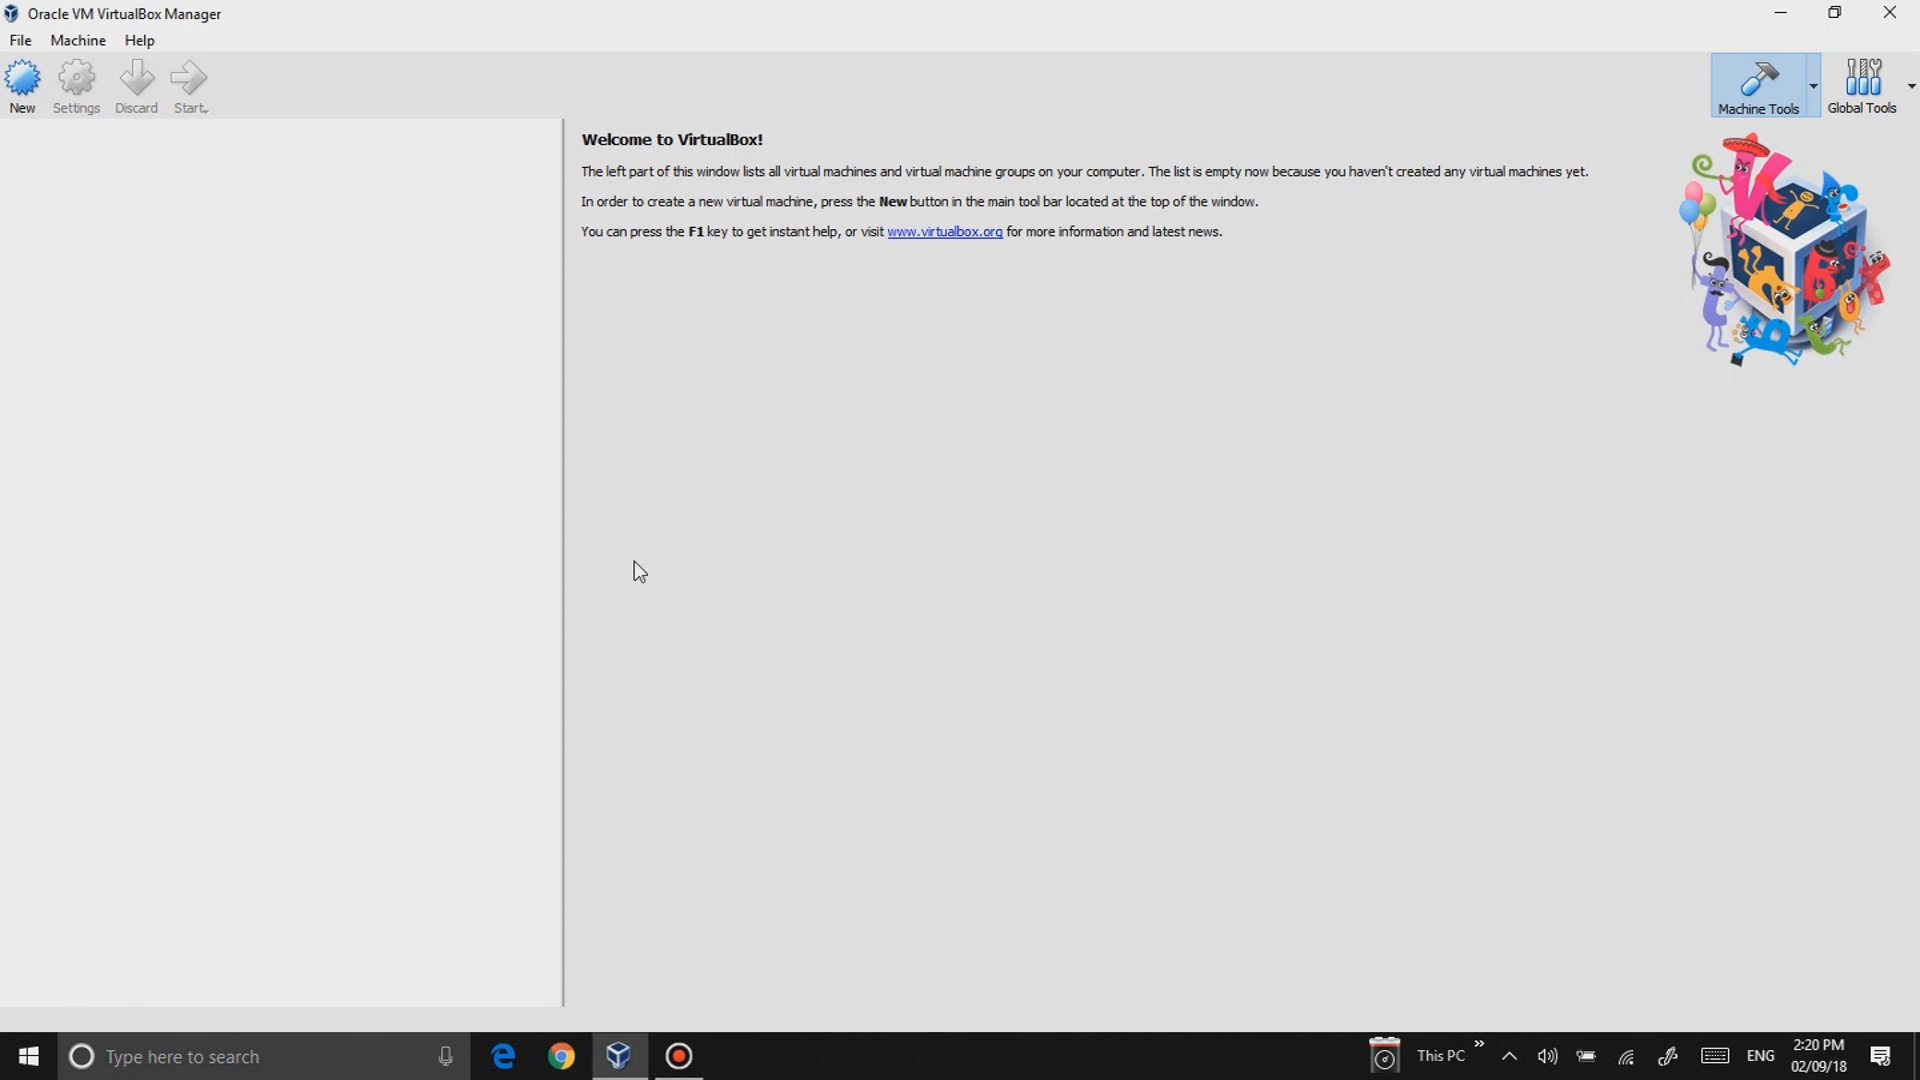 Oracle VM VirtualBox Manager
File Machine Help
New Settings Discard Start
Machine Tools Global Tools
Welcome to VirtualBox!
The left part of this window lists all virtual machines and virtual machine groups on your computer. The list is empty now because you haven't created any virtual machines yet.
In order to create a new virtual machine, press the New button in the main tool bar located at the top of the window.
You can press the F1 key to get instant help, or visit www.virtualbox.org for more information and latest news.
Type here to search
This PC
ENG
2:20 PM
02/09/18